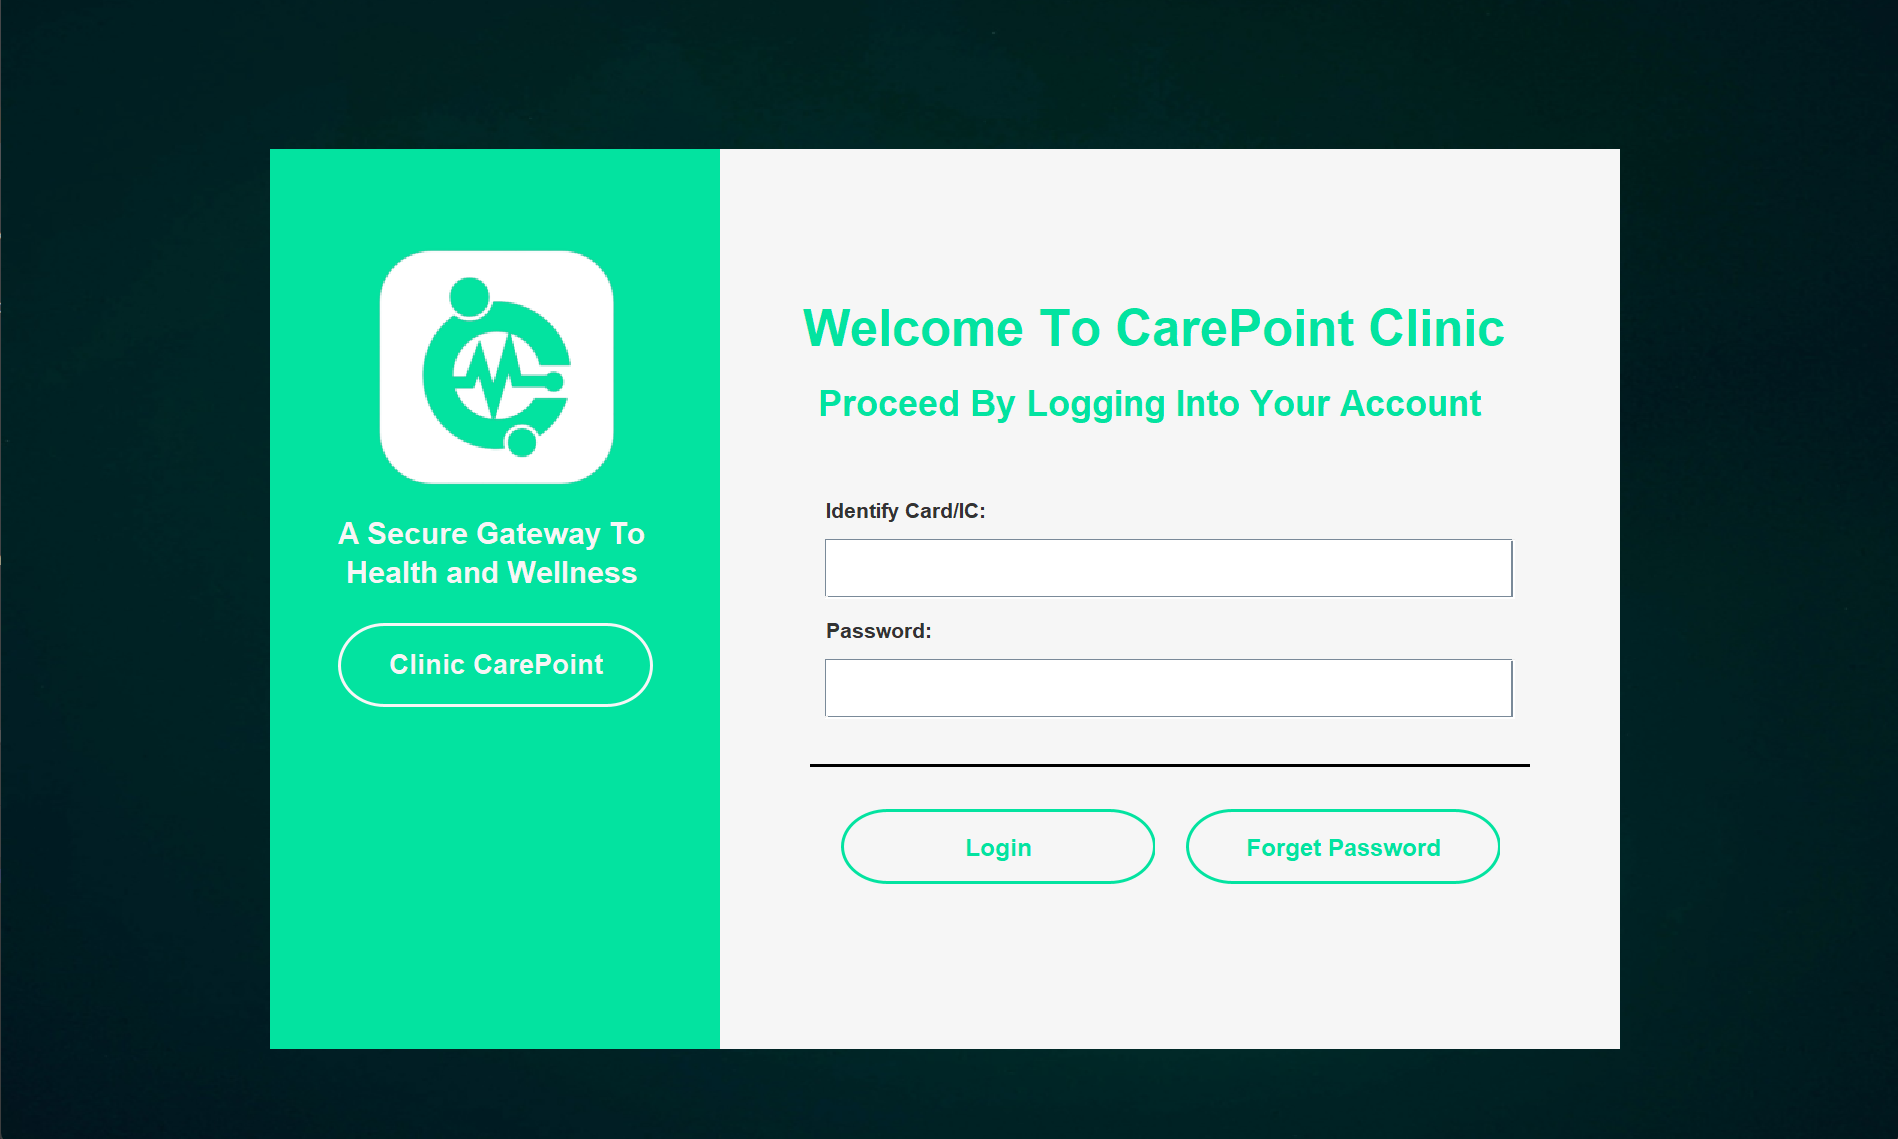 A Secure Gateway To
Health and Wellness
Clinic CarePoint
Welcome To CarePoint Clinic
Proceed By Logging Into Your Account
Identify Card/IC:
Password:
Login
Forget Password